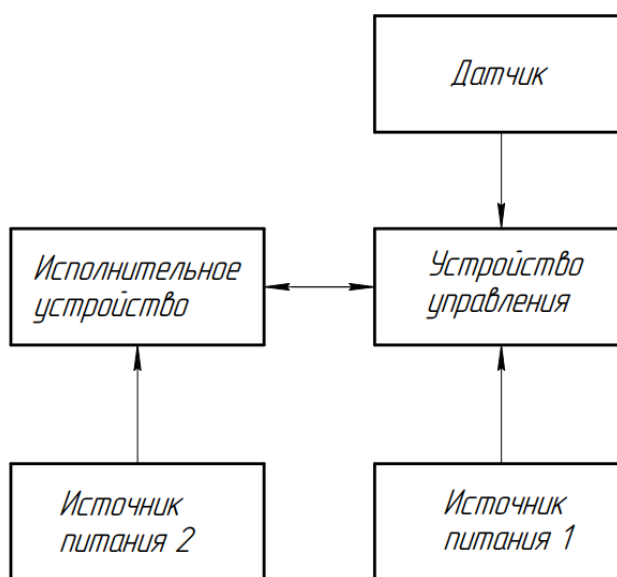 Датчик
Исполнительное
устройство
Устройство
управления
Источник
питания 2
Источник
питания 1